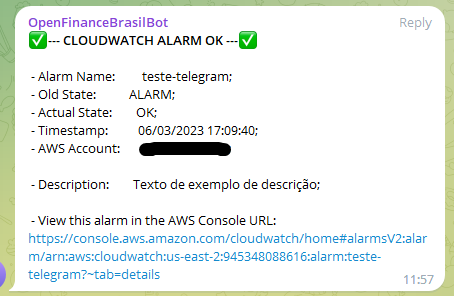 OpenFinanceBrasilBot Reply
✅--- CLOUDWATCH ALARM OK ---✅
- Alarm Name: teste-telegram;
- Old State: ALARM;
- Actual State: OK;
- Timestamp: 06/03/2023 17:09:40;
- AWS Account:
- Description: Texto de exemplo de descrição;
- View this alarm in the AWS Console URL:
https://console.aws.amazon.com/cloudwatch/home#alarmsV2:alar
m/arn:aws:cloudwatch:us-east-2:945348088616:alarm:teste-
telegram?~tab=details
11:57